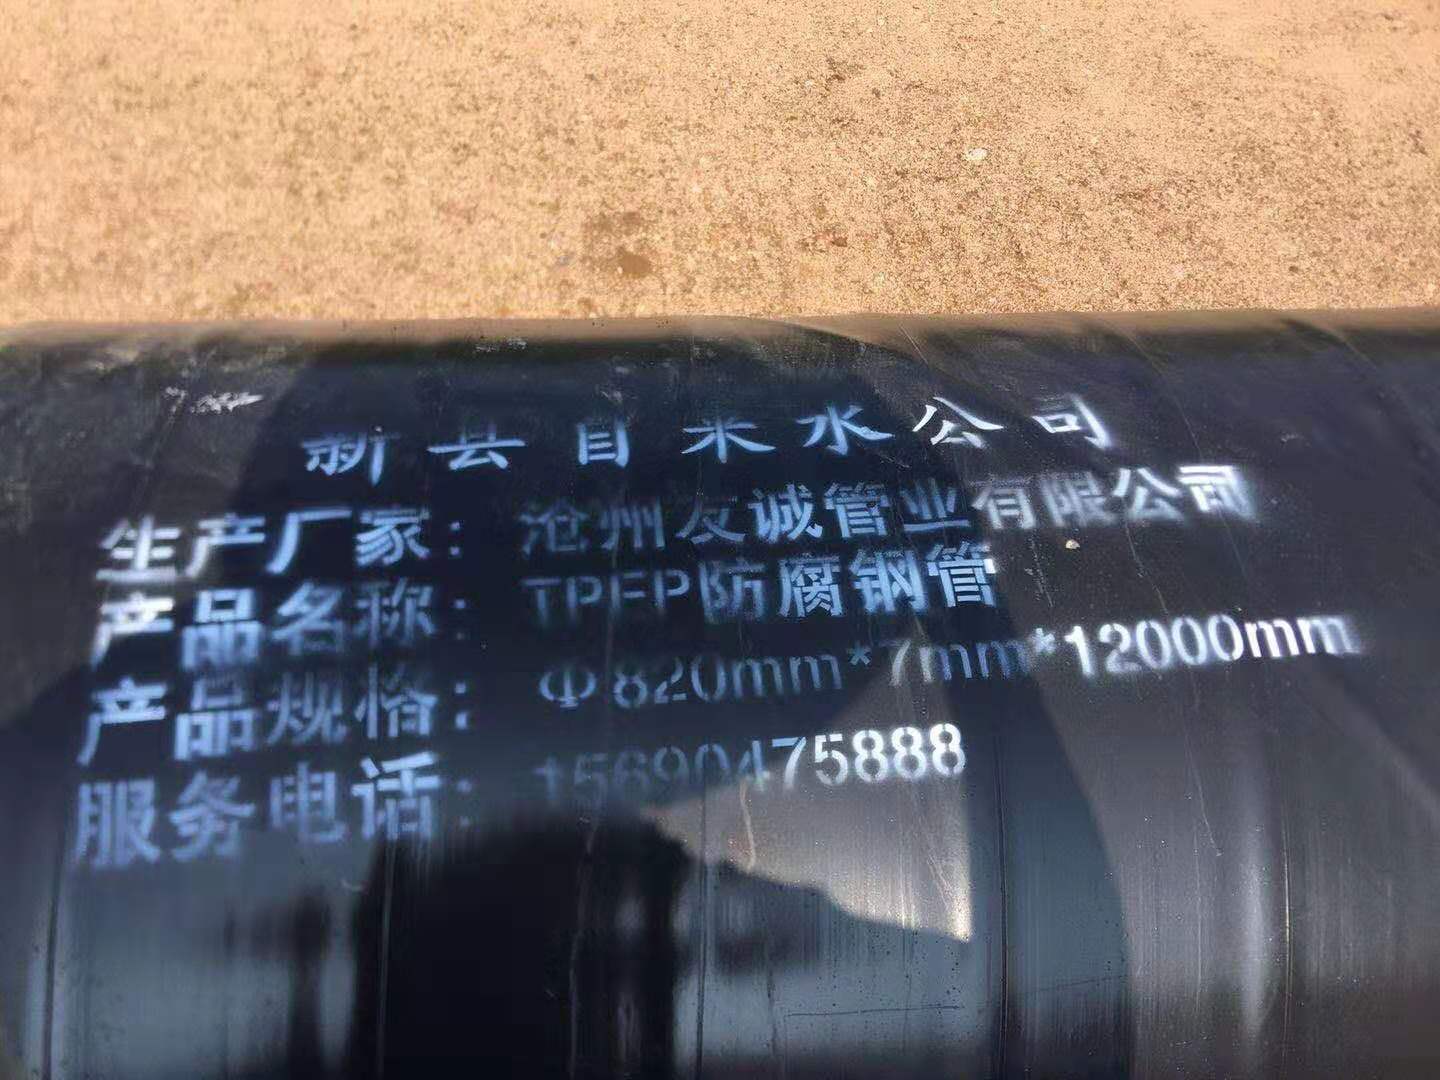 新县自来水公司
生产厂家：沧州友诚管业有限公司
产品名称：TPEP防腐钢管
产品规格：Φ820mm*7mm*12000mm
服务电话：15690475888